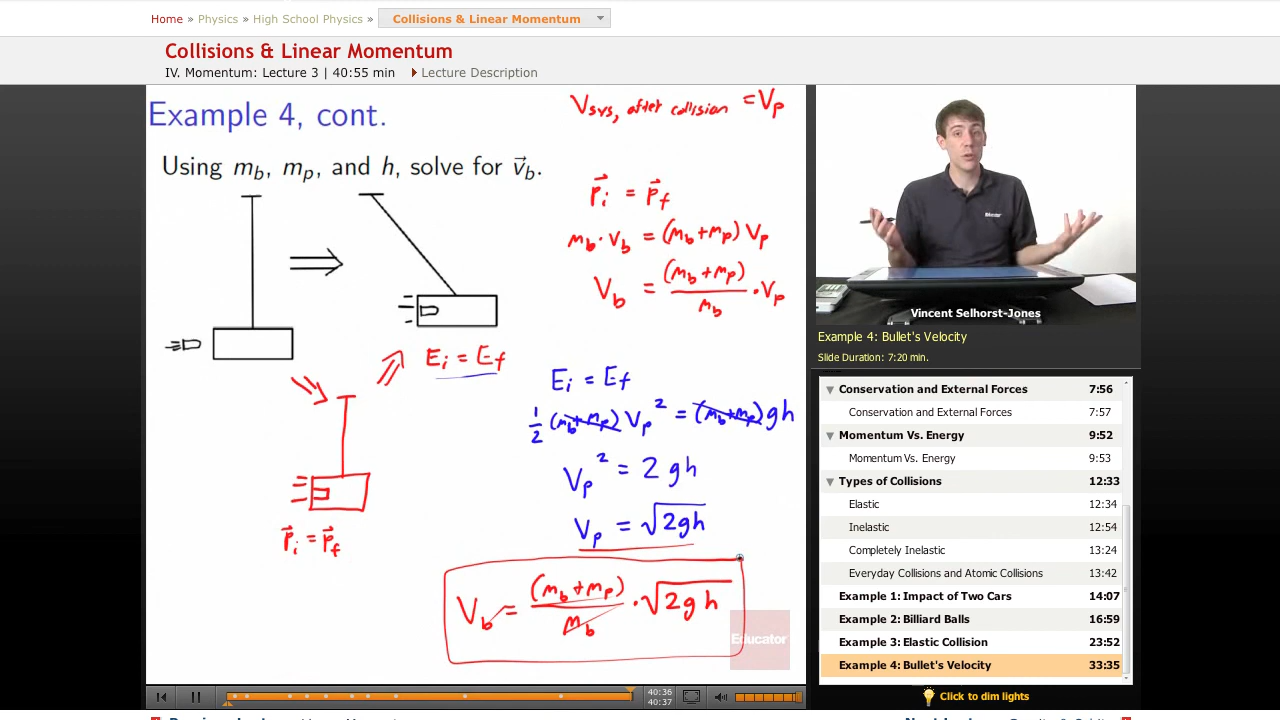 Home » Physics » High School Physics » Collisions & Linear Momentum
Collisions & Linear Momentum
IV. Momentum: Lecture 3 | 40:55 min Lecture Description
Example 4, cont.
Using m_b, m_p, and h, solve for v⃗_b.
V_sys, after collision = V_p
p⃗_i = p⃗_f
m_b · V_b = (m_b+m_p) V_p
V_b = (m_b+m_p)/m_b · V_p
E_i = E_f
p⃗_i = p⃗_f
E_i = E_f
1/2 (m_b+m_p) V_p² = (m_b+m_p) gh
V_p² = 2gh
V_p = √2gh
V_b = (m_b+m_p)/m_b · √2gh
Educator
Vincent Selhorst-Jones
Example 4: Bullet's Velocity
Slide Duration: 7:20 min.
Conservation and External Forces 7:56
Conservation and External Forces 7:57
Momentum Vs. Energy 9:52
Momentum Vs. Energy 9:53
Types of Collisions 12:33
Elastic 12:34
Inelastic 12:54
Completely Inelastic 13:24
Everyday Collisions and Atomic Collisions 13:42
Example 1: Impact of Two Cars 14:07
Example 2: Billiard Balls 16:59
Example 3: Elastic Collision 23:52
Example 4: Bullet's Velocity 33:35
40:36
40:37
Click to dim lights